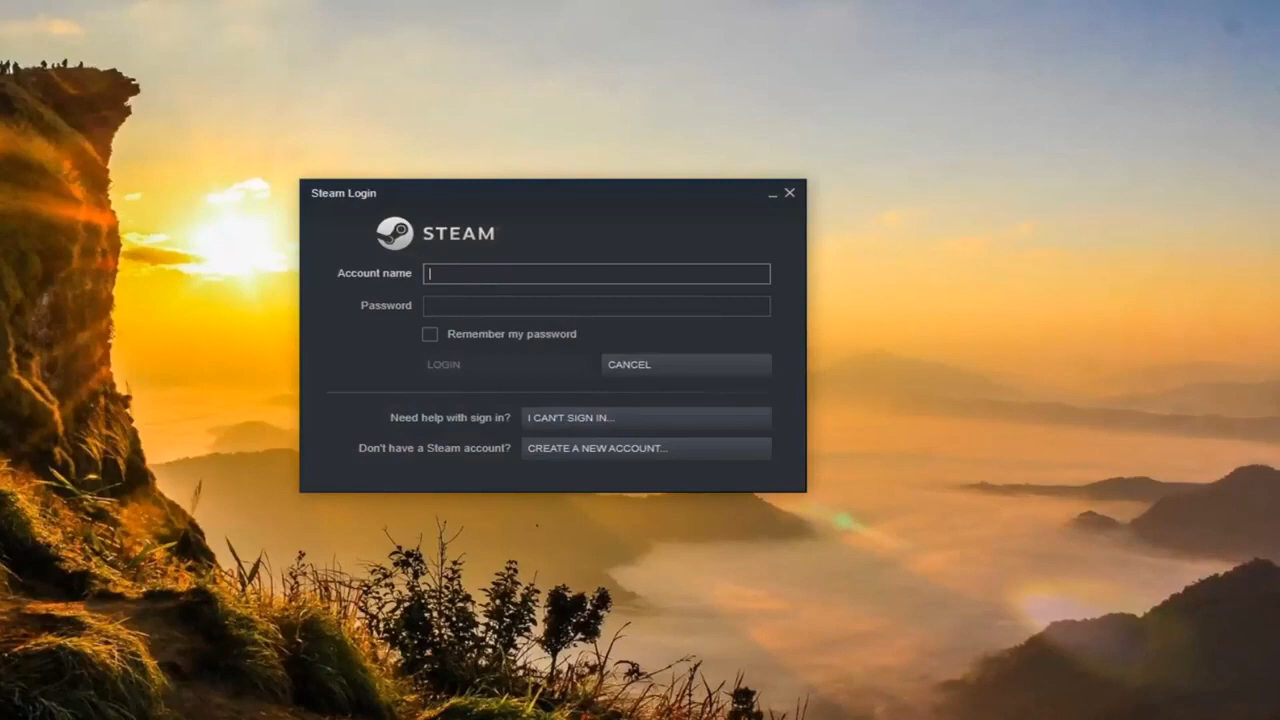 Steam Login
STEAM
Account name
Password
Remember my password
LOGIN
CANCEL
Need help with sign in?
I CAN'T SIGN IN...
Don't have a Steam account?
CREATE A NEW ACCOUNT...